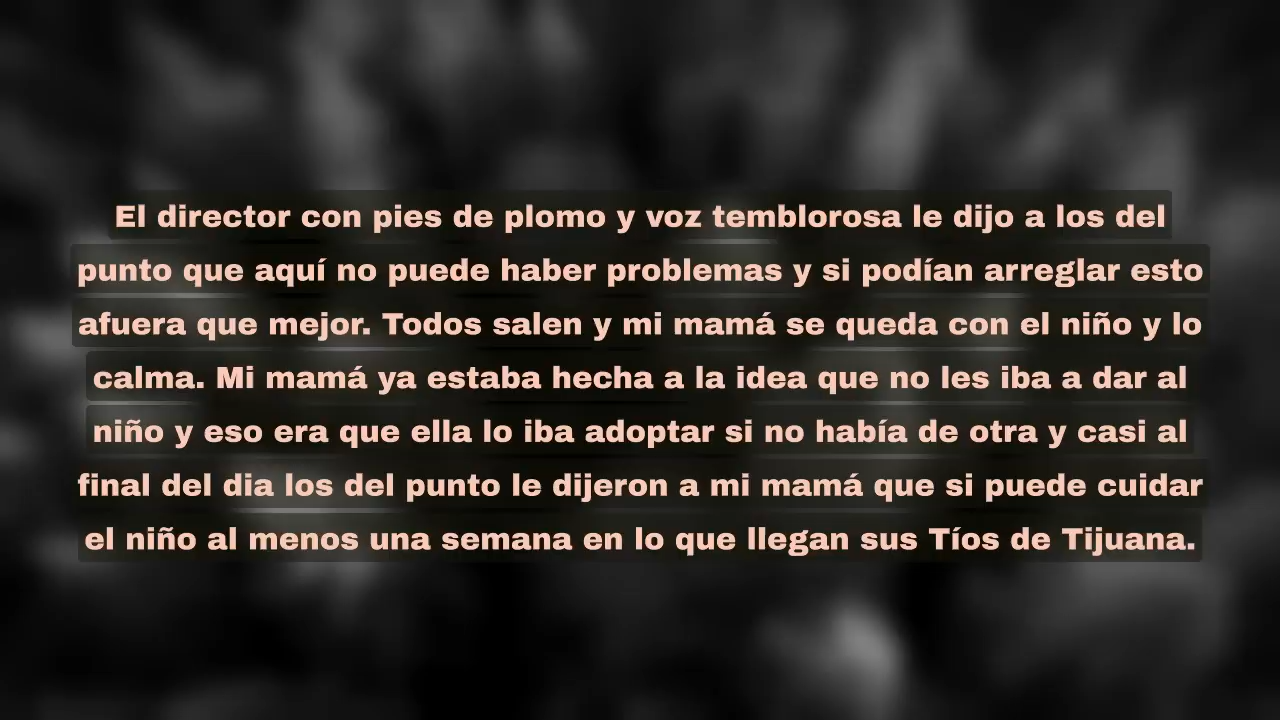 El director con pies de plomo y voz temblorosa le dijo a los del
punto que aquí no puede haber problemas y si podían arreglar esto
afuera que mejor. Todos salen y mi mamá se queda con el niño y lo
calma. Mi mamá ya estaba hecha a la idea que no les iba a dar al
niño y eso era que ella lo iba adoptar si no había de otra y casi al
final del dia los del punto le dijeron a mi mamá que si puede cuidar
el niño al menos una semana en lo que llegan sus Tíos de Tijuana.